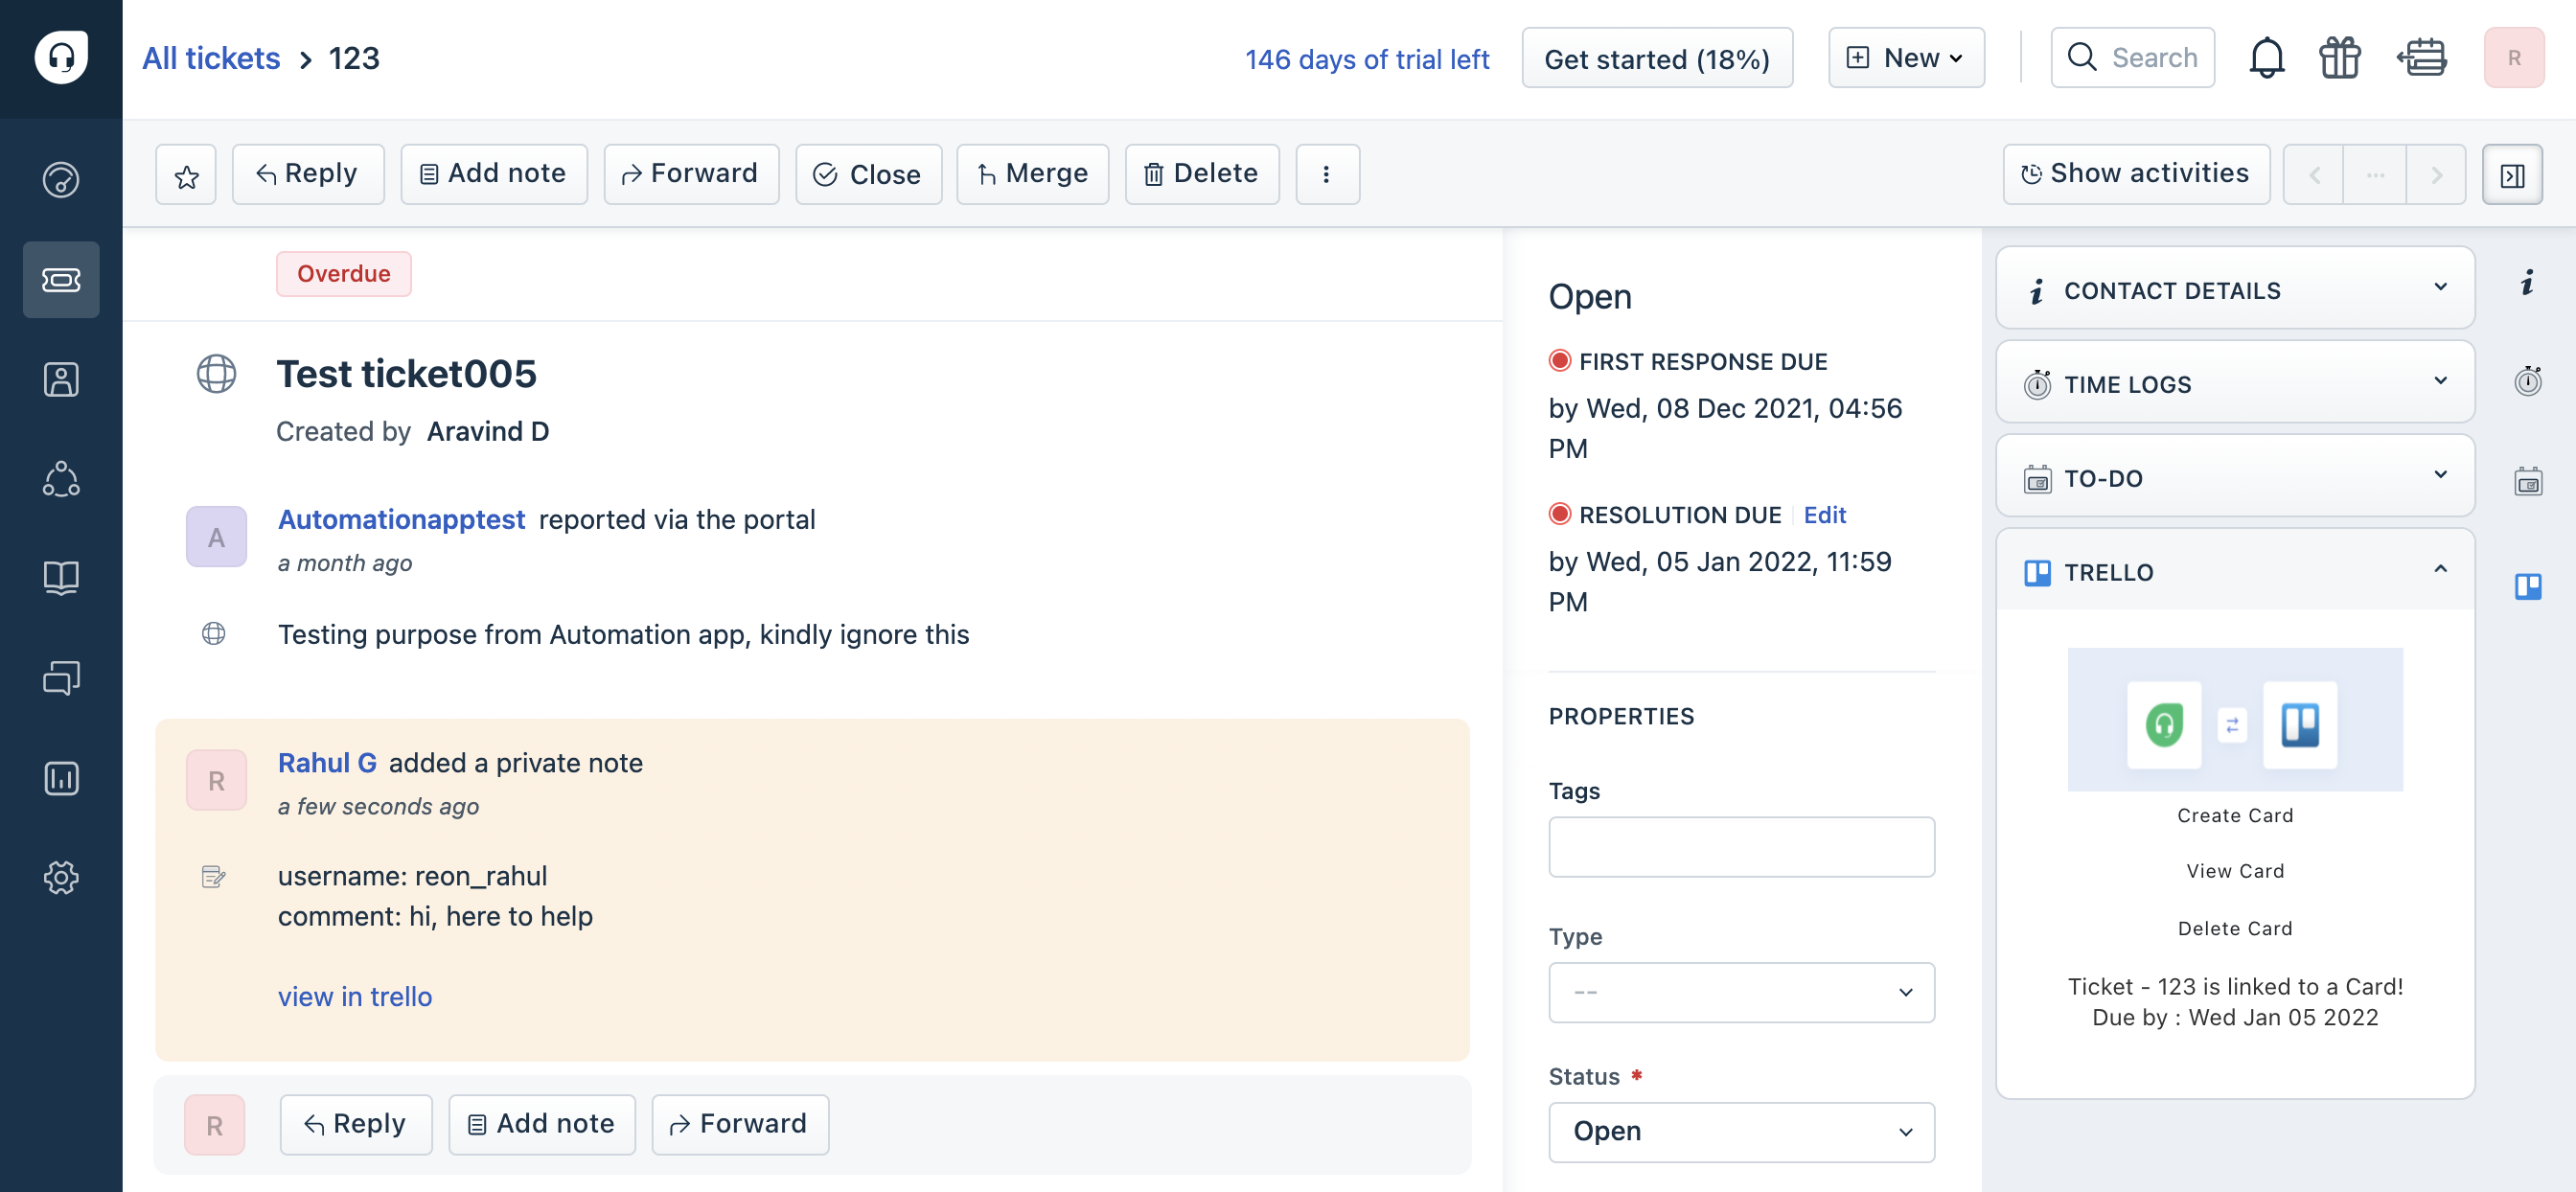 All tickets > 123
146 days of trial left
Get started (18%)
New
Search
R
Reply
Add note
Forward
Close
Merge
Delete
Show activities
Overdue
Test ticket005
Created by Aravind D
A
Automationapptest reported via the portal
a month ago
Testing purpose from Automation app, kindly ignore this
R
Rahul G added a private note
a few seconds ago
username: reon_rahul
comment: hi, here to help
view in trello
R
Reply
Add note
Forward
Open
FIRST RESPONSE DUE
by Wed, 08 Dec 2021, 04:56
PM
RESOLUTION DUE Edit
by Wed, 05 Jan 2022, 11:59
PM
PROPERTIES
Tags
Type
--
Status *
Open
CONTACT DETAILS
TIME LOGS
TO-DO
TRELLO
Create Card
View Card
Delete Card
Ticket - 123 is linked to a Card!
Due by : Wed Jan 05 2022